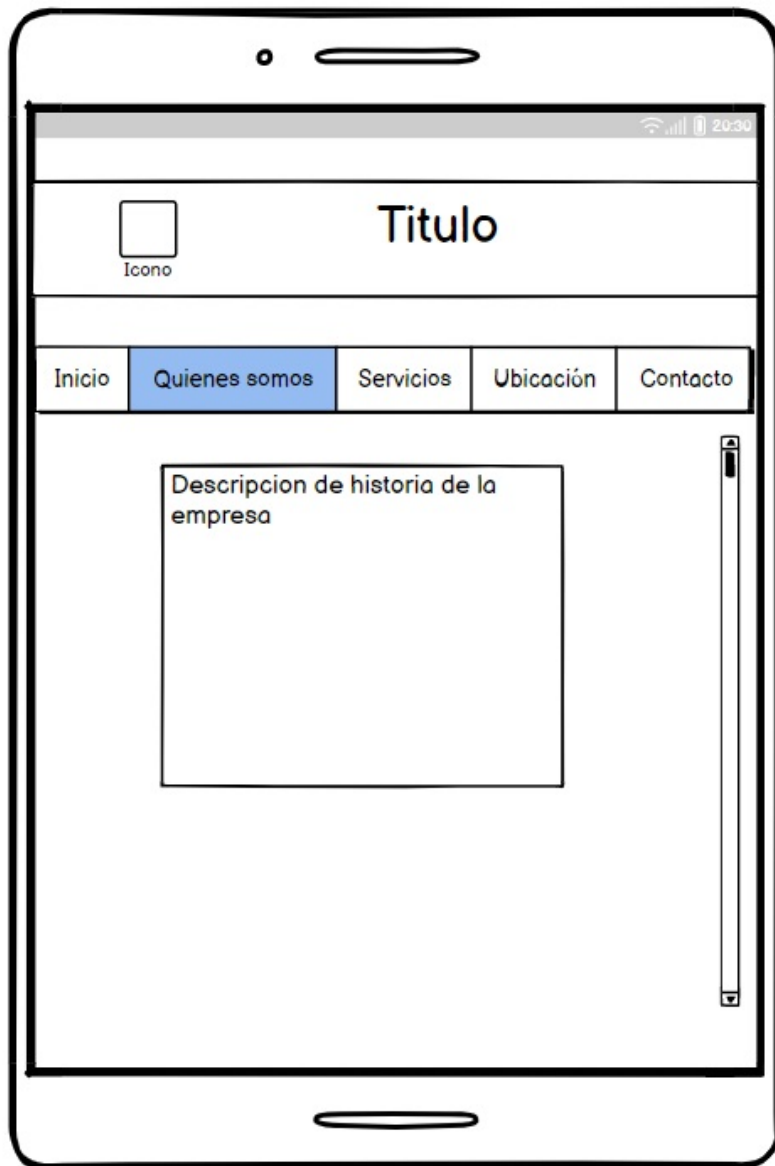 20:30
Titulo
Icono
Inicio Quienes somos Servicios Ubicación Contacto
Descripcion de historia de la
empresa